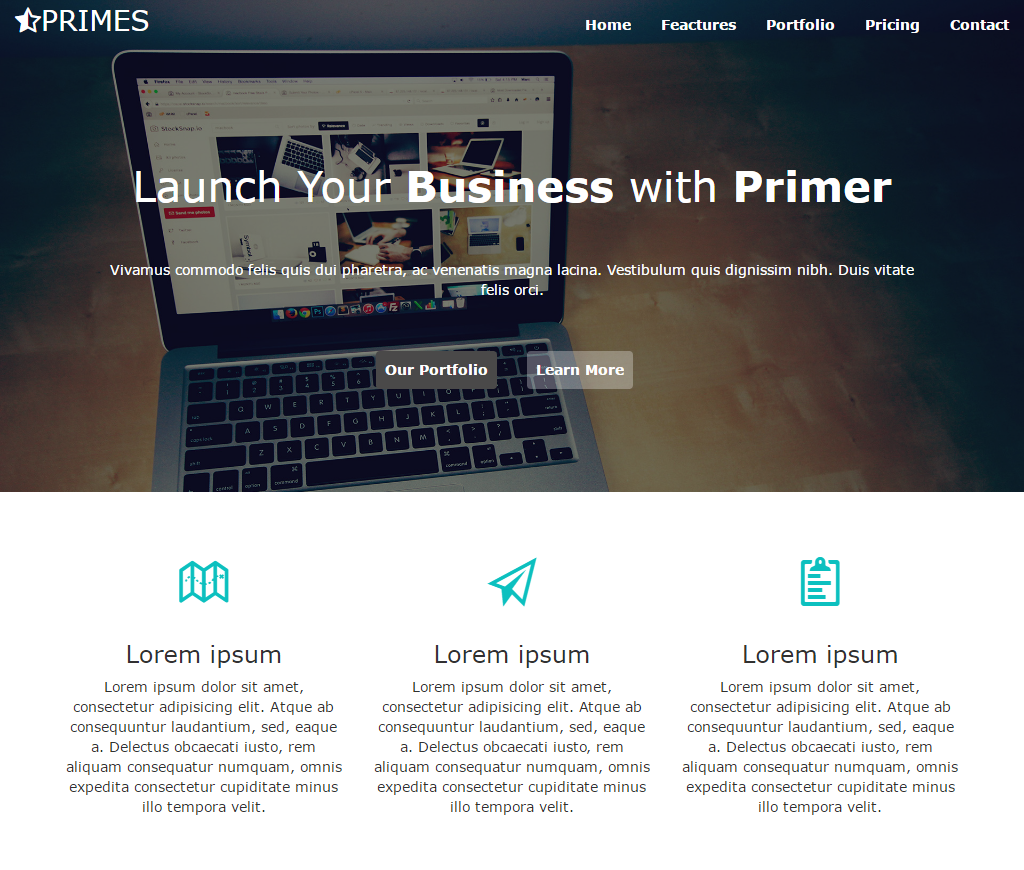 PRIMES
Home Feactures Portfolio Pricing Contact
StockSnap.io
Launch Your Business with Primer
Vivamus commodo felis quis dui pharetra, ac venenatis magna lacina. Vestibulum quis dignissim nibh. Duis vitate
felis orci.
Our Portfolio Learn More
Lorem ipsum
Lorem ipsum dolor sit amet,
consectetur adipisicing elit. Atque ab
consequuntur laudantium, sed, eaque
a. Delectus obcaecati iusto, rem
aliquam consequatur numquam, omnis
expedita consectetur cupiditate minus
illo tempora velit.
Lorem ipsum
Lorem ipsum dolor sit amet,
consectetur adipisicing elit. Atque ab
consequuntur laudantium, sed, eaque
a. Delectus obcaecati iusto, rem
aliquam consequatur numquam, omnis
expedita consectetur cupiditate minus
illo tempora velit.
Lorem ipsum
Lorem ipsum dolor sit amet,
consectetur adipisicing elit. Atque ab
consequuntur laudantium, sed, eaque
a. Delectus obcaecati iusto, rem
aliquam consequatur numquam, omnis
expedita consectetur cupiditate minus
illo tempora velit.